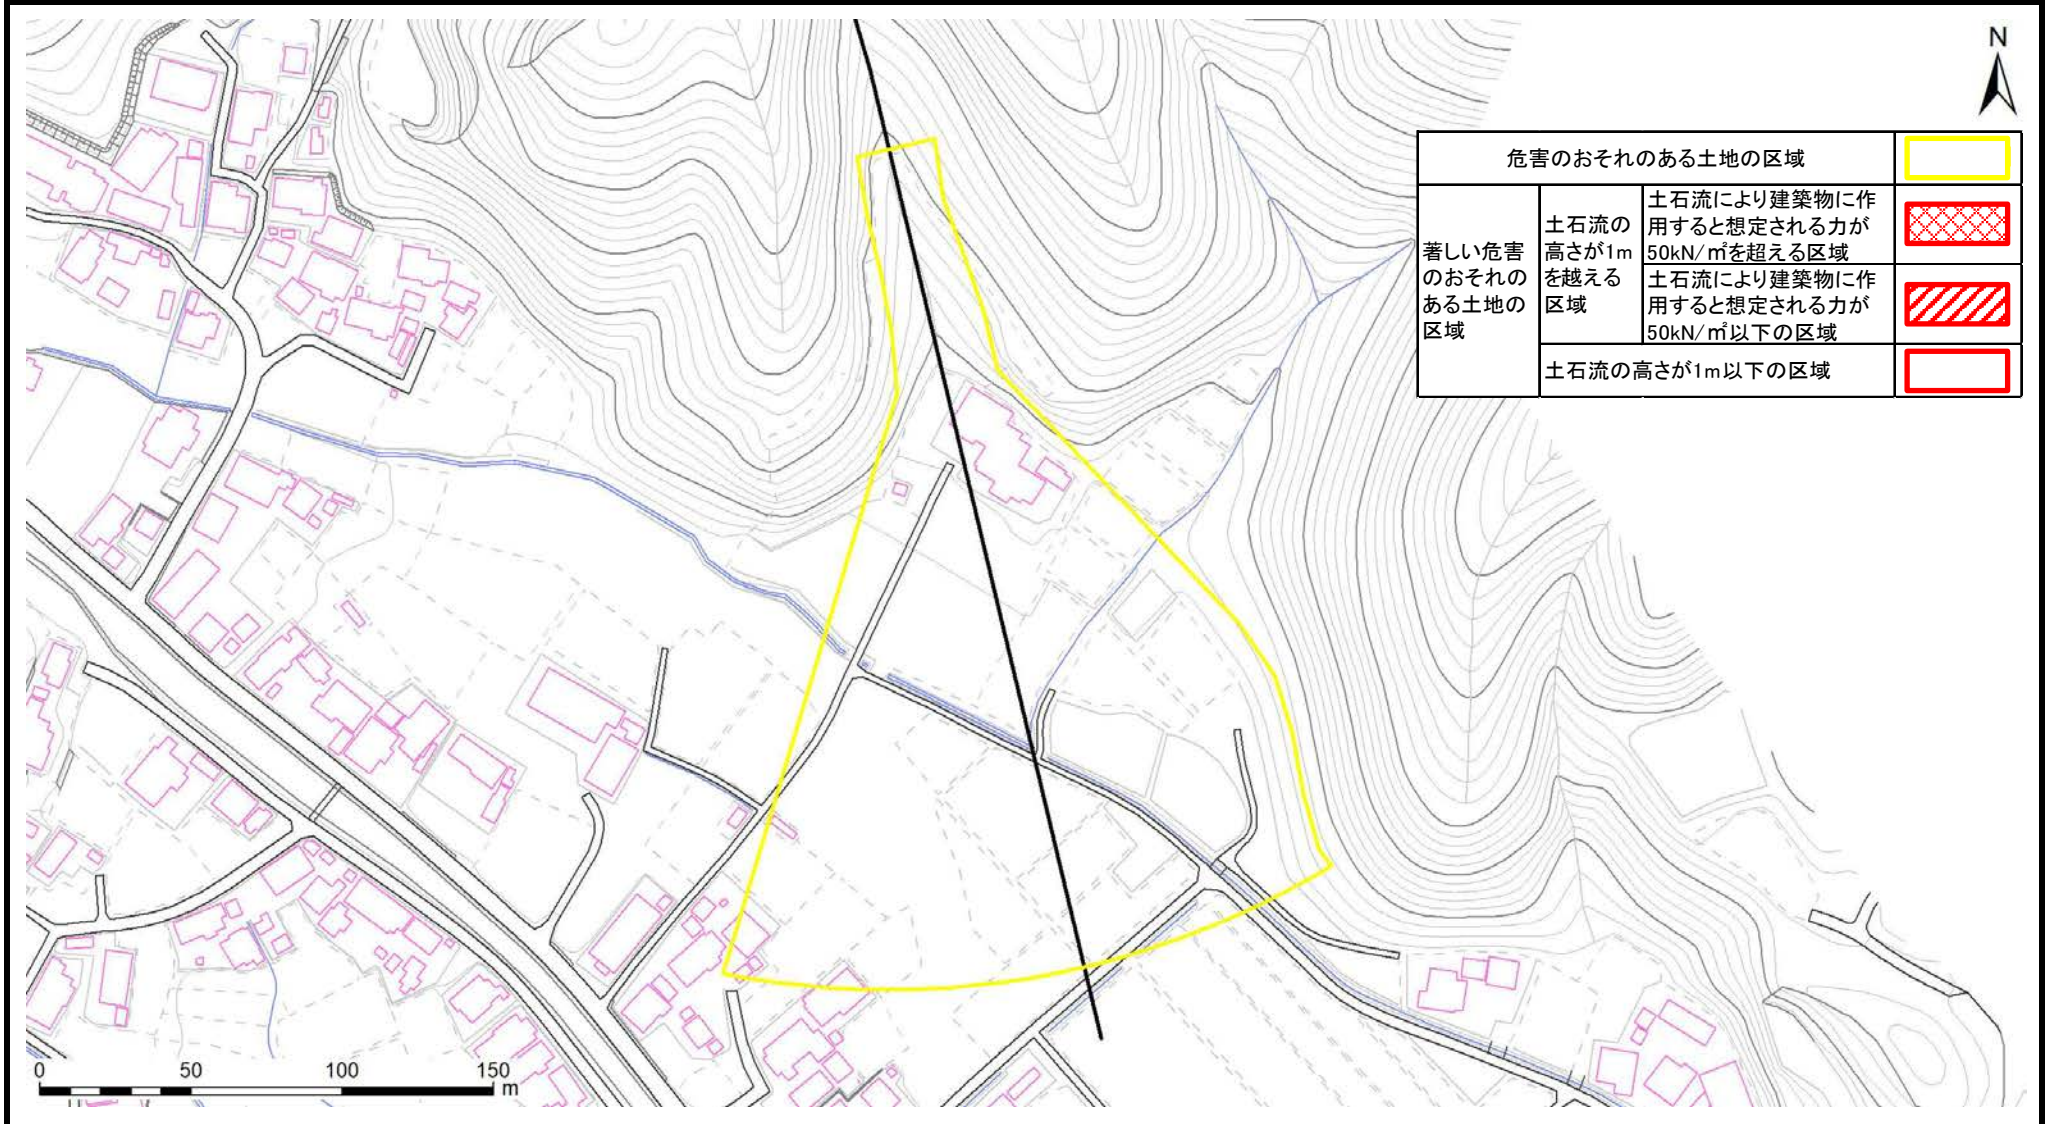 N
危害のおそれのある土地の区域
著しい危害
のおそれの
ある土地の
区域
土石流の
高さが1m
を越える
区域
土石流により建築物に作
用すると想定される力が
50kN/㎡を超える区域
土石流により建築物に作
用すると想定される力が
50kN/㎡以下の区域
土石流の高さが1m以下の区域
0 50 100 150
m